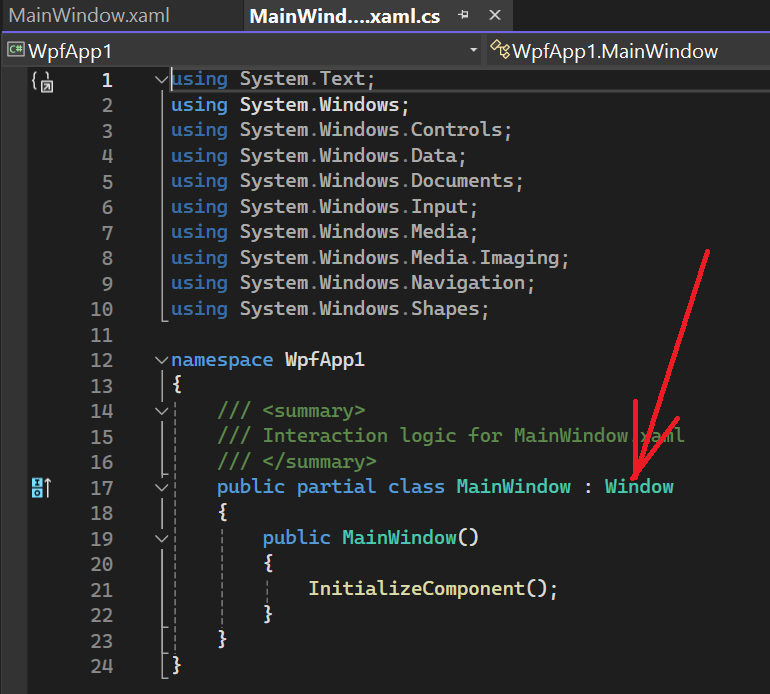 MainWindow.xaml
MainWind....xaml.cs
C# WpfApp1
WpfApp1.MainWindow
1 using System.Text;
2 using System.Windows;
3 using System.Windows.Controls;
4 using System.Windows.Data;
5 using System.Windows.Documents;
6 using System.Windows.Input;
7 using System.Windows.Media;
8 using System.Windows.Media.Imaging;
9 using System.Windows.Navigation;
10 using System.Windows.Shapes;
11
12 namespace WpfApp1
13 {
14 /// <summary>
15 /// Interaction logic for MainWindow.xaml
16 /// </summary>
17 public partial class MainWindow : Window
18 {
19 public MainWindow()
20 {
21 InitializeComponent();
22 }
23 }
24 }